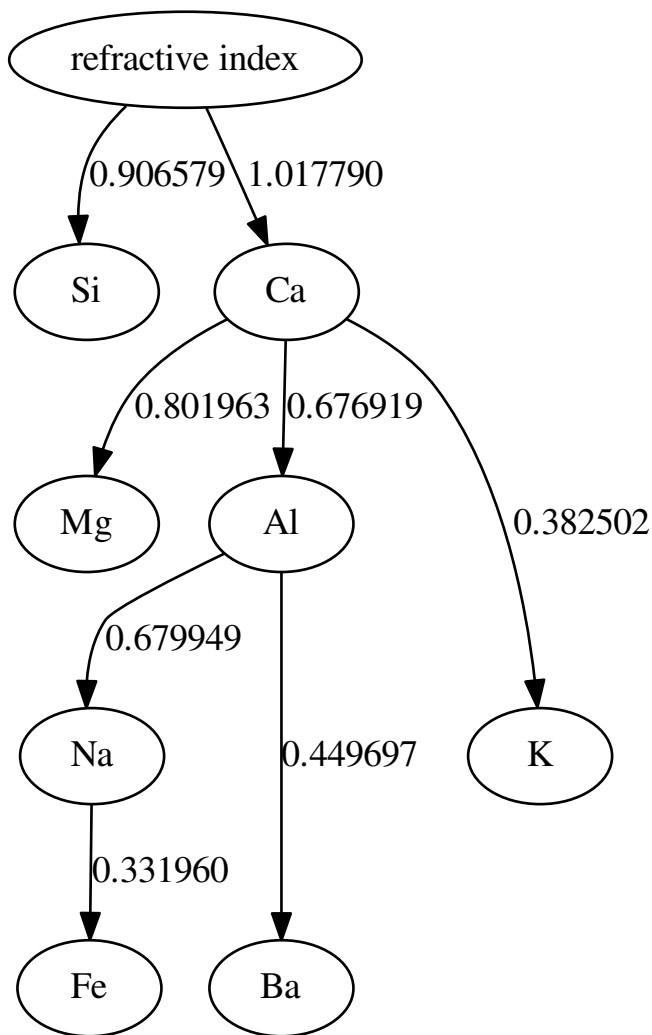 refractive index
0.906579
1.017790
Si
Ca
0.801963
0.676919
Mg
Al
0.382502
0.679949
Na
0.449697
K
0.331960
Fe
Ba